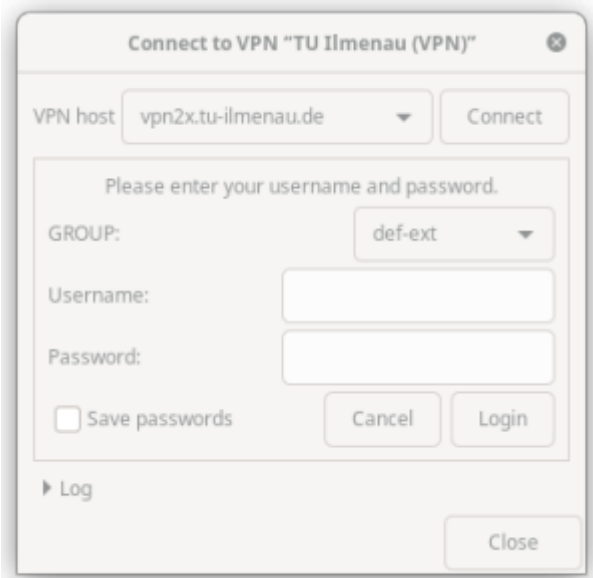 Connect to VPN “TU Ilmenau (VPN)”
VPN host vpn2x.tu-ilmenau.de Connect
Please enter your username and password.
GROUP: def-ext
Username:
Password:
Save passwords Cancel Login
Log
Close